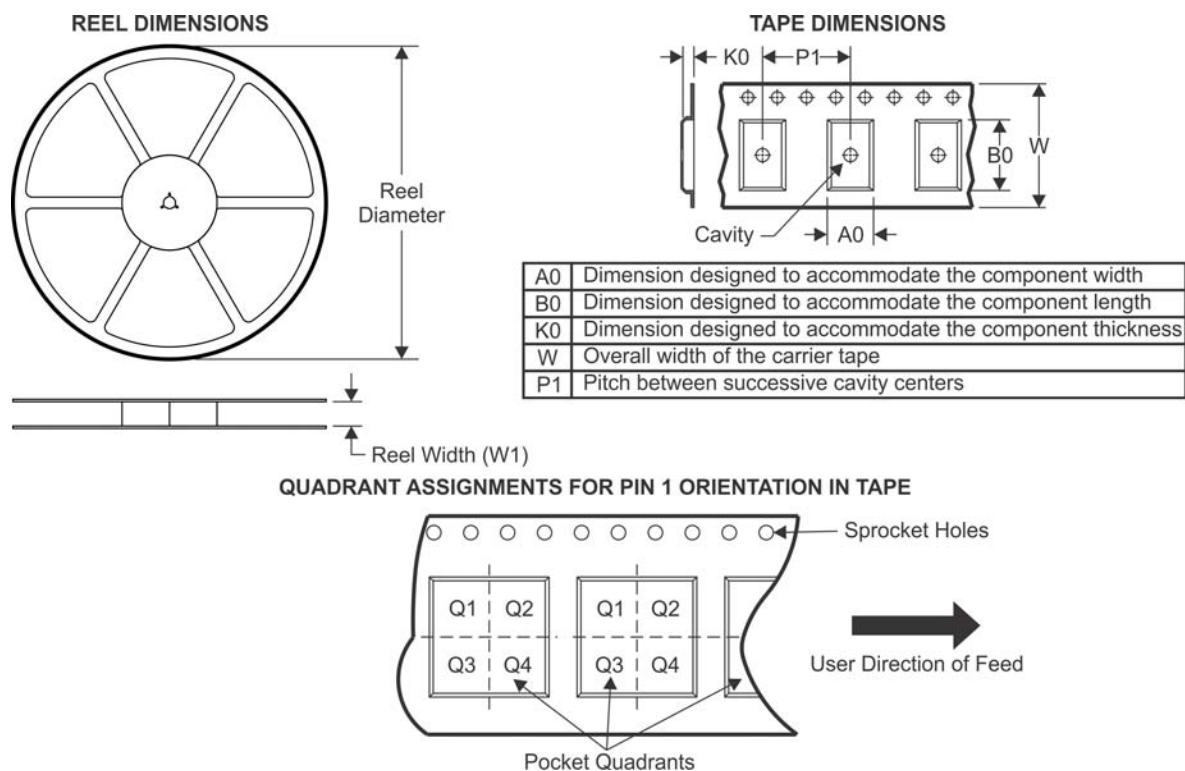 REEL DIMENSIONS
Reel
Diameter
Reel Width (W1)
TAPE DIMENSIONS
K0
P1
B0
W
Cavity
A0
A0 Dimension designed to accommodate the component width
B0 Dimension designed to accommodate the component length
K0 Dimension designed to accommodate the component thickness
W Overall width of the carrier tape
P1 Pitch between successive cavity centers
QUADRANT ASSIGNMENTS FOR PIN 1 ORIENTATION IN TAPE
Sprocket Holes
Q1 Q2 Q1 Q2
Q3 Q4 Q3 Q4
User Direction of Feed
Pocket Quadrants